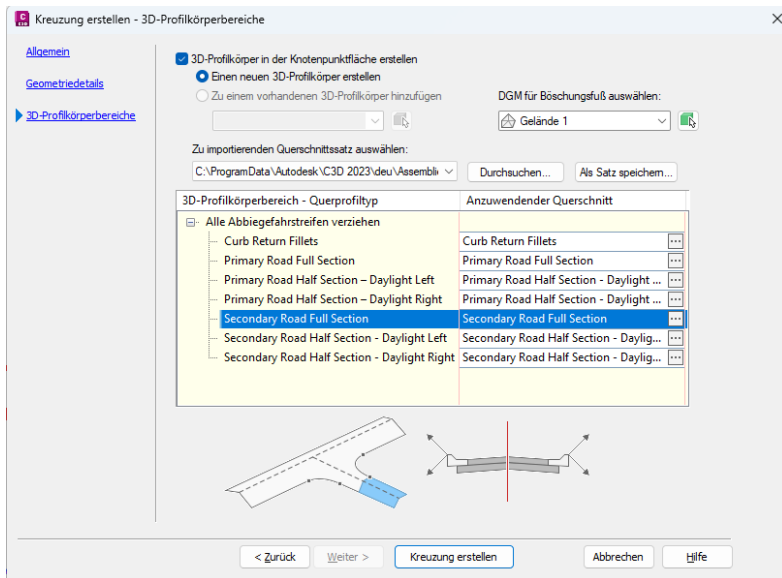 Kreuzung erstellen - 3D-Profilkörperbereiche
Allgemein
Geometriedetails
3D-Profilkörperbereiche
3D-Profilkörper in der Knotenpunktfläche erstellen
Einen neuen 3D-Profilkörper erstellen
Zu einem vorhandenen 3D-Profilkörper hinzufügen
DGM für Böschungsfuß auswählen:
Gelände 1
Zu importierenden Querschnittssatz auswählen:
C:\ProgramData\Autodesk\C3D 2023\deu\Assembli
Durchsuchen...
Als Satz speichern...
3D-Profilkörperbereich - Querprofiltyp Anzuwendender Querschnitt
Alle Abbiegefahrstreifen verziehen
Curb Return Fillets Curb Return Fillets ...
Primary Road Full Section Primary Road Full Section ...
Primary Road Half Section – Daylight Left Primary Road Half Section - Daylight ... ...
Primary Road Half Section – Daylight Right Primary Road Half Section - Daylight ... ...
Secondary Road Full Section Secondary Road Full Section ...
Secondary Road Half Section - Daylight Left Secondary Road Half Section - Daylig... ...
Secondary Road Half Section - Daylight Right Secondary Road Half Section - Daylig... ...
< Zurück Weiter > Kreuzung erstellen Abbrechen Hilfe